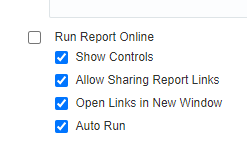 Run Report Online
Show Controls
Allow Sharing Report Links
Open Links in New Window
Auto Run